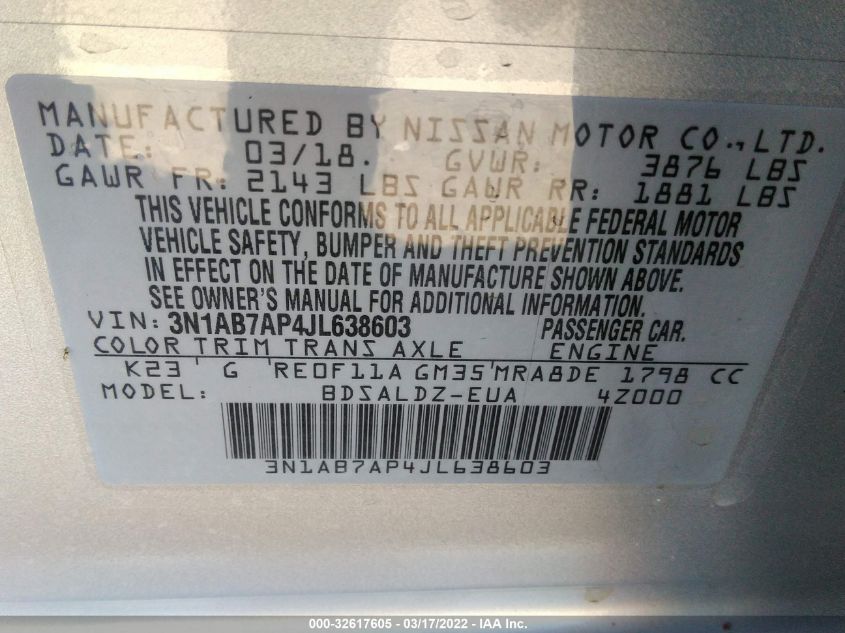 MANUFACTURED BY NISSAN MOTOR CO., LTD.
DATE: 03/18. GVWR: 3876 LBS
GAWR FR: 2143 LBS GAWR RR: 1881 LBS
THIS VEHICLE CONFORMS TO ALL APPLICABLE FEDERAL MOTOR
VEHICLE SAFETY, BUMPER AND THEFT PREVENTION STANDARDS
IN EFFECT ON THE DATE OF MANUFACTURE SHOWN ABOVE.
SEE OWNER'S MANUAL FOR ADDITIONAL INFORMATION.
VIN: 3N1AB7AP4JL638603 PASSENGER CAR.
COLOR TRIM TRANS AXLE ENGINE
K23 ' G 'RE0F11A GM35'MRA8DE 1798 CC
MODEL: BDSALDZ-EUA 4Z000
3N1AB7AP4JL638603
000-32617605 - 03/17/2022 - IAA Inc.